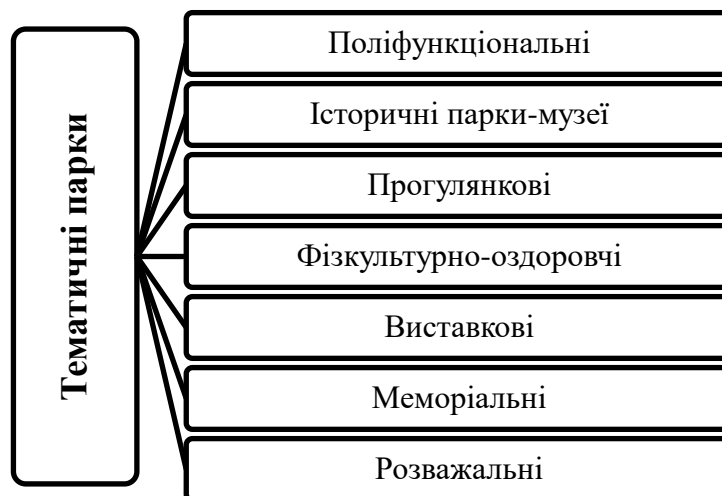 Тематичні парки
Поліфункціональні
Історичні парки-музеї
Прогулянкові
Фізкультурно-оздоровчі
Виставкові
Меморіальні
Розважальні